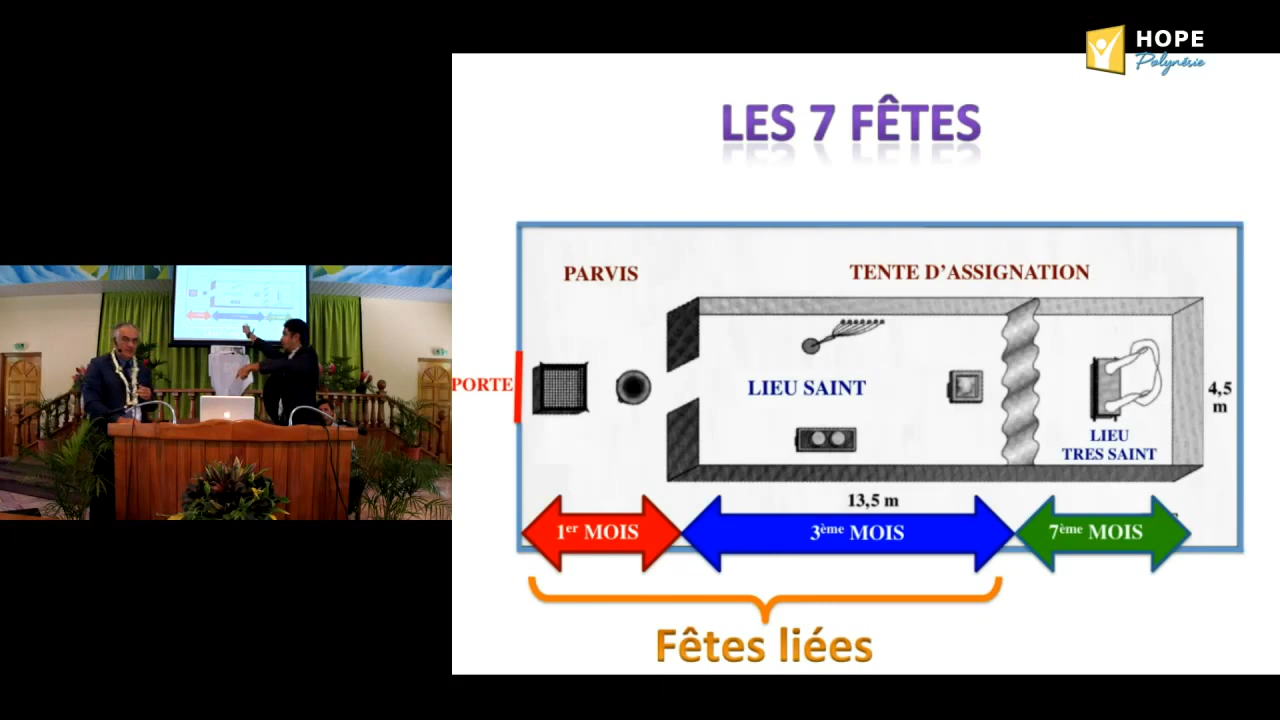 HOPE
Polynésie
LES 7 FÊTES
PARVIS
TENTE D'ASSIGNATION
PORTE
LIEU SAINT
4,5
m
LIEU
TRES SAINT
13,5 m
1er MOIS
3ème MOIS
7ème MOIS
Fêtes liées